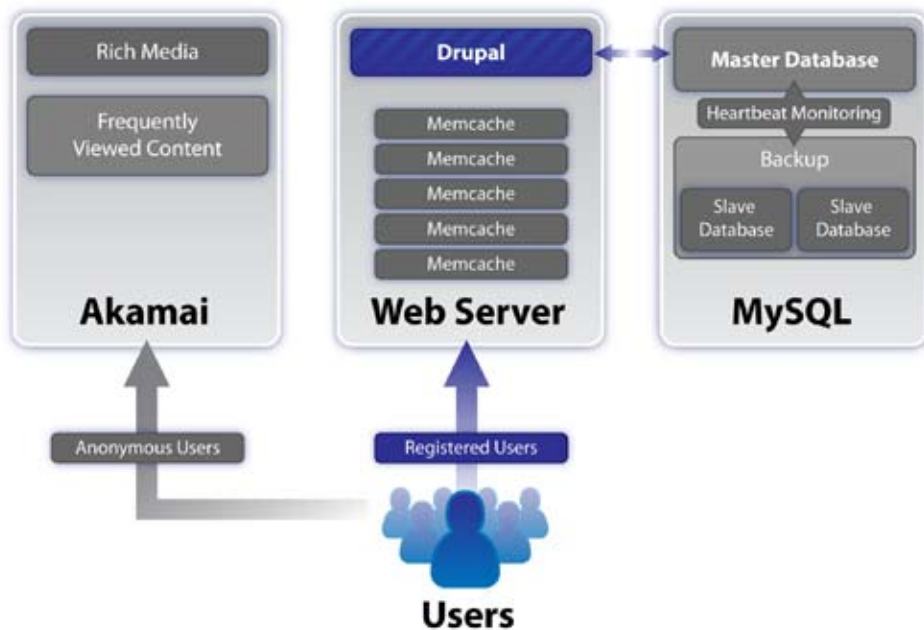 Rich Media
Frequently
Viewed Content
Akamai
Drupal
Memcache
Memcache
Memcache
Memcache
Memcache
Web Server
Master Database
Heartbeat Monitoring
Backup
Slave
Database
Slave
Database
MySQL
Anonymous Users
Registered Users
Users